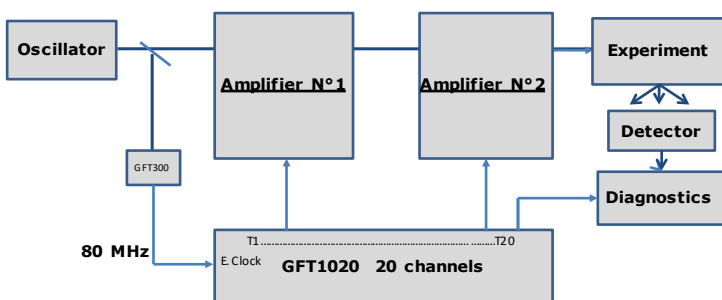 Oscillator
Amplifier N°1
Amplifier N°2
Experiment
Detector
Diagnostics
GFT300
80 MHz
T1..................................................................................T20
E.Clock
GFT1020 20 channels